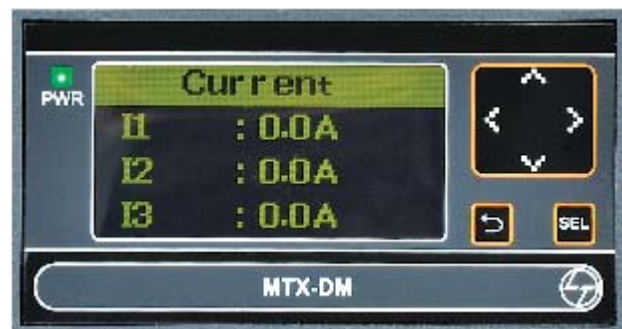 PWR
Current
I1 : 0.0A
I2 : 0.0A
I3 : 0.0A
SEL
MTX-DM